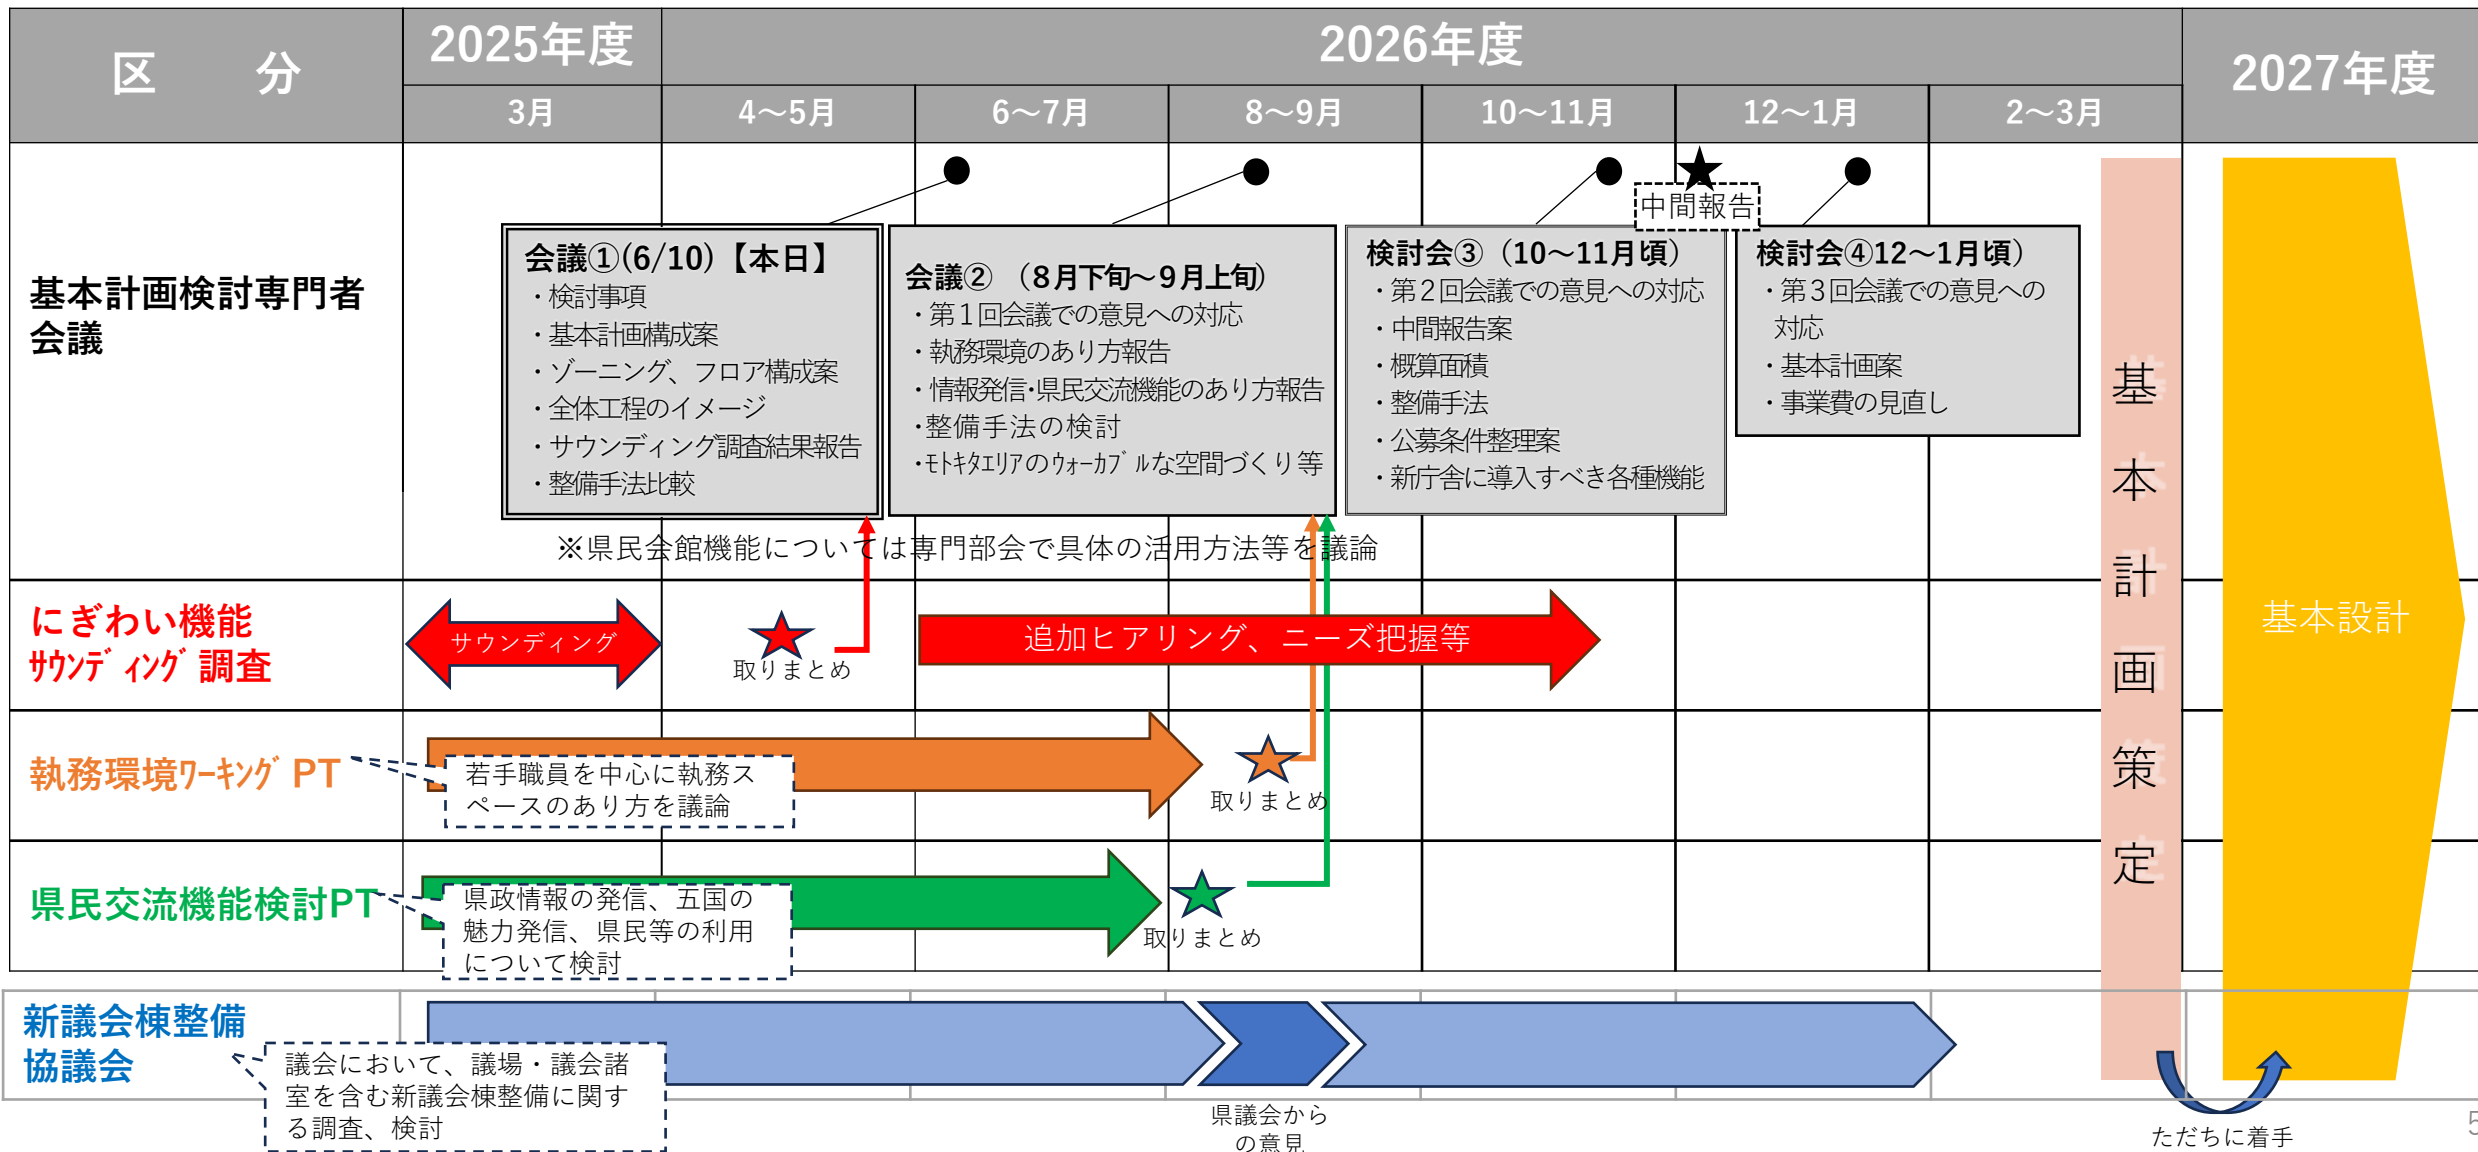 区　分
2025年度
2026年度
2027年度
3月
4～5月
6～7月
8～9月
10～11月
12～1月
2～3月
基本計画検討専門者
会議
会議①(6/10)【本日】
・検討事項
・基本計画構成案
・ゾーニング、フロア構成案
・全体工程のイメージ
・サウンディング調査結果報告
・整備手法比較
会議②（8月下旬～9月上旬）
・第１回会議での意見への対応
・執務環境のあり方報告
・情報発信・県民交流機能のあり方報告
・整備手法の検討
・ﾓﾄｷﾀエリアのｳｫｰｶﾌﾞﾙな空間づくり等
中間報告
検討会③（10～11月頃）
・第２回会議での意見への対応
・中間報告案
・概算面積
・整備手法
・公募条件整理案
・新庁舎に導入すべき各種機能
検討会④12～1月頃）
・第３回会議での意見への
対応
・基本計画案
・事業費の見直し
※県民会館機能については専門部会で具体の活用方法等を議論
基本計画策定
基本設計
にぎわい機能
ｻｳﾝﾃﾞｨﾝｸﾞ調査
サウンディング
取りまとめ
追加ヒアリング、ニーズ把握等
執務環境ﾜｰｷﾝｸﾞPT
若手職員を中心に執務ス
ペースのあり方を議論
取りまとめ
県民交流機能検討PT
県政情報の発信、五国の
魅力発信、県民等の利用
について検討
取りまとめ
新議会棟整備
協議会
議会において、議場・議会諸
室を含む新議会棟整備に関す
る調査、検討
県議会から
の意見
ただちに着手
5